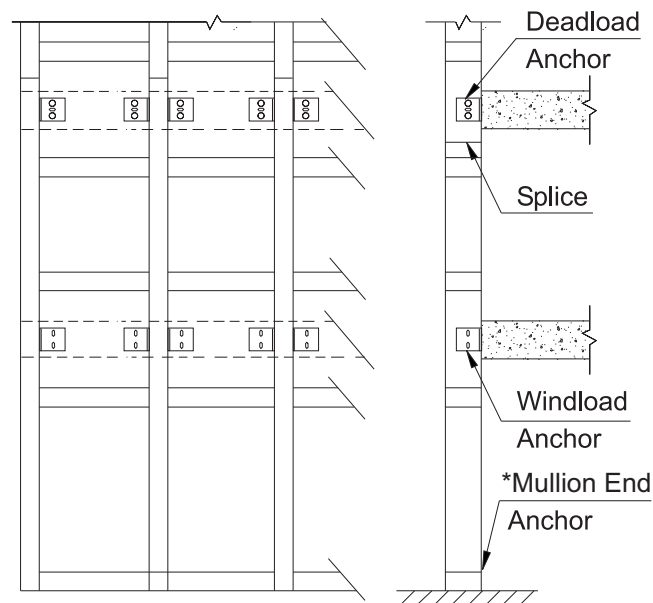 Deadload
Anchor
Splice
Windload
Anchor
*Mullion End
Anchor